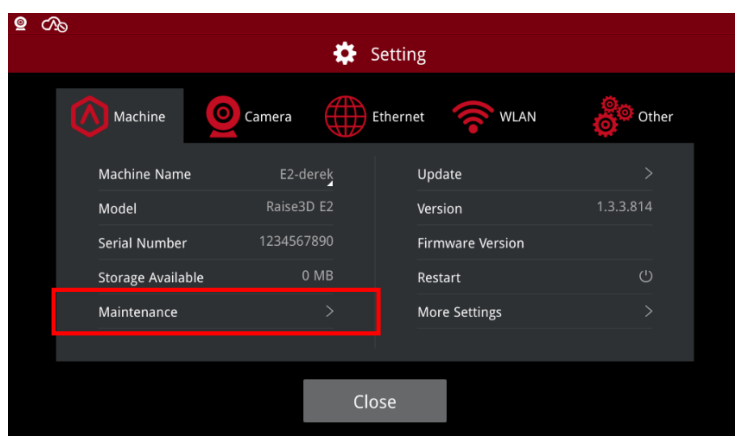 Setting
Machine
Camera
Ethernet
WLAN
Other
Machine Name E2-derek
Model Raise3D E2
Serial Number 1234567890
Storage Available 0 MB
Maintenance >
Update >
Version 1.3.3.814
Firmware Version
Restart
More Settings >
Close